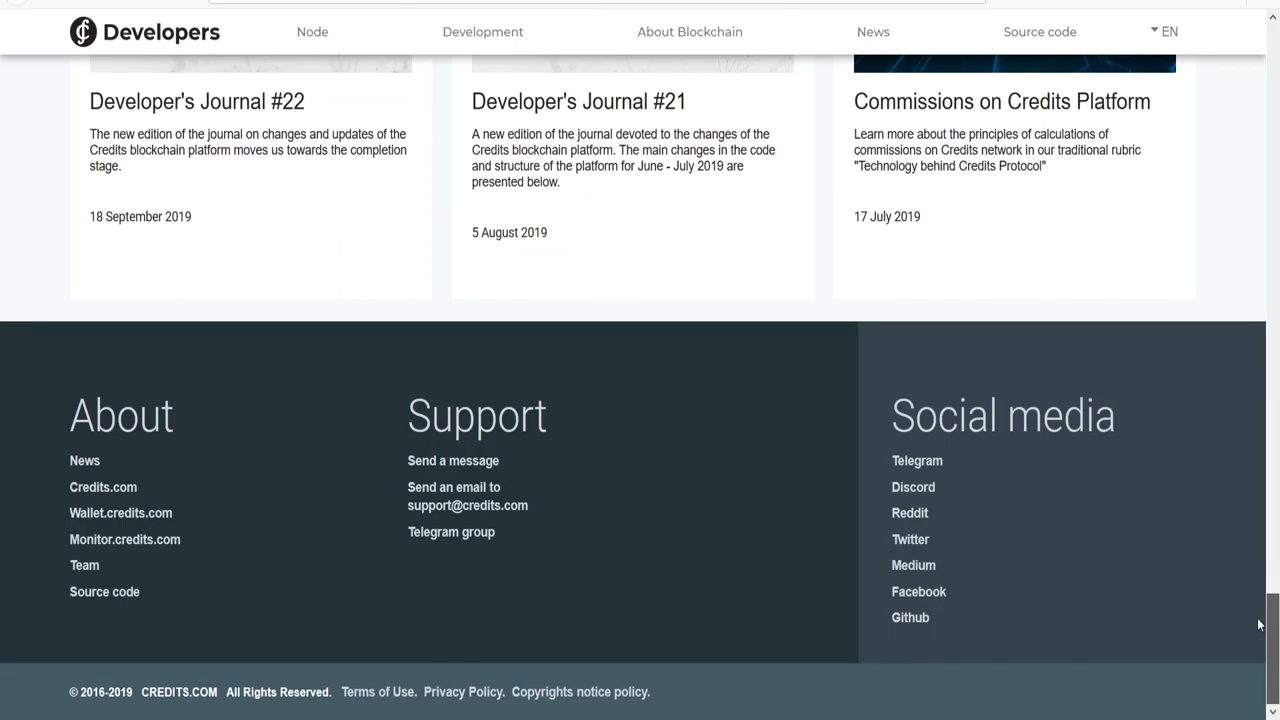 Developers Node Development About Blockchain News Source code EN
Developer's Journal #22
The new edition of the journal on changes and updates of the
Credits blockchain platform moves us towards the completion
stage.
18 September 2019
Developer's Journal #21
A new edition of the journal devoted to the changes of the
Credits blockchain platform. The main changes in the code
and structure of the platform for June - July 2019 are
presented below.
5 August 2019
Commissions on Credits Platform
Learn more about the principles of calculations of
commissions on Credits network in our traditional rubric
"Technology behind Credits Protocol"
17 July 2019
About
News
Credits.com
Wallet.credits.com
Monitor.credits.com
Team
Source code
Support
Send a message
Send an email to
support@credits.com
Telegram group
Social media
Telegram
Discord
Reddit
Twitter
Medium
Facebook
Github
© 2016-2019 CREDITS.COM All Rights Reserved. Terms of Use. Privacy Policy. Copyrights notice policy.